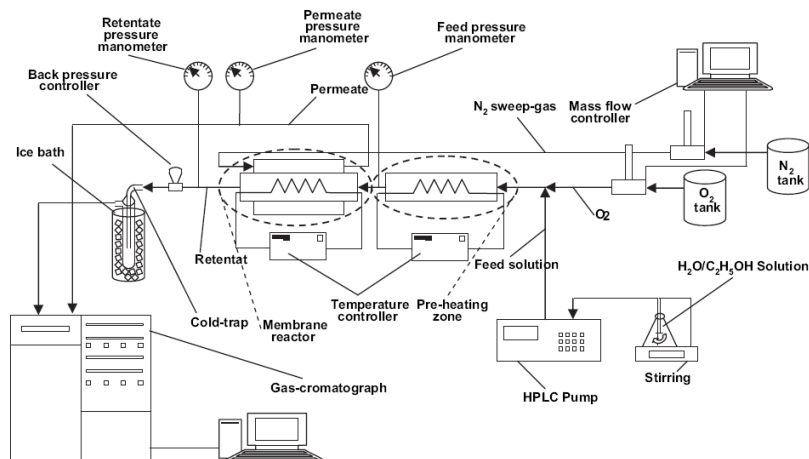 Retentate
pressure
manometer
Permeate
pressure
manometer
Feed pressure
manometer
Back pressure
controller
Permeate
N₂ sweep-gas
Mass flow
controller
Ice bath
N₂
tank
O₂
tank
O2
Retentat
Feed solution
H₂O/C₂H₅OH Solution
Cold-trap
Membrane
reactor
Temperature
controller
Pre-heating
zone
Gas-cromatograph
HPLC Pump
Stirring